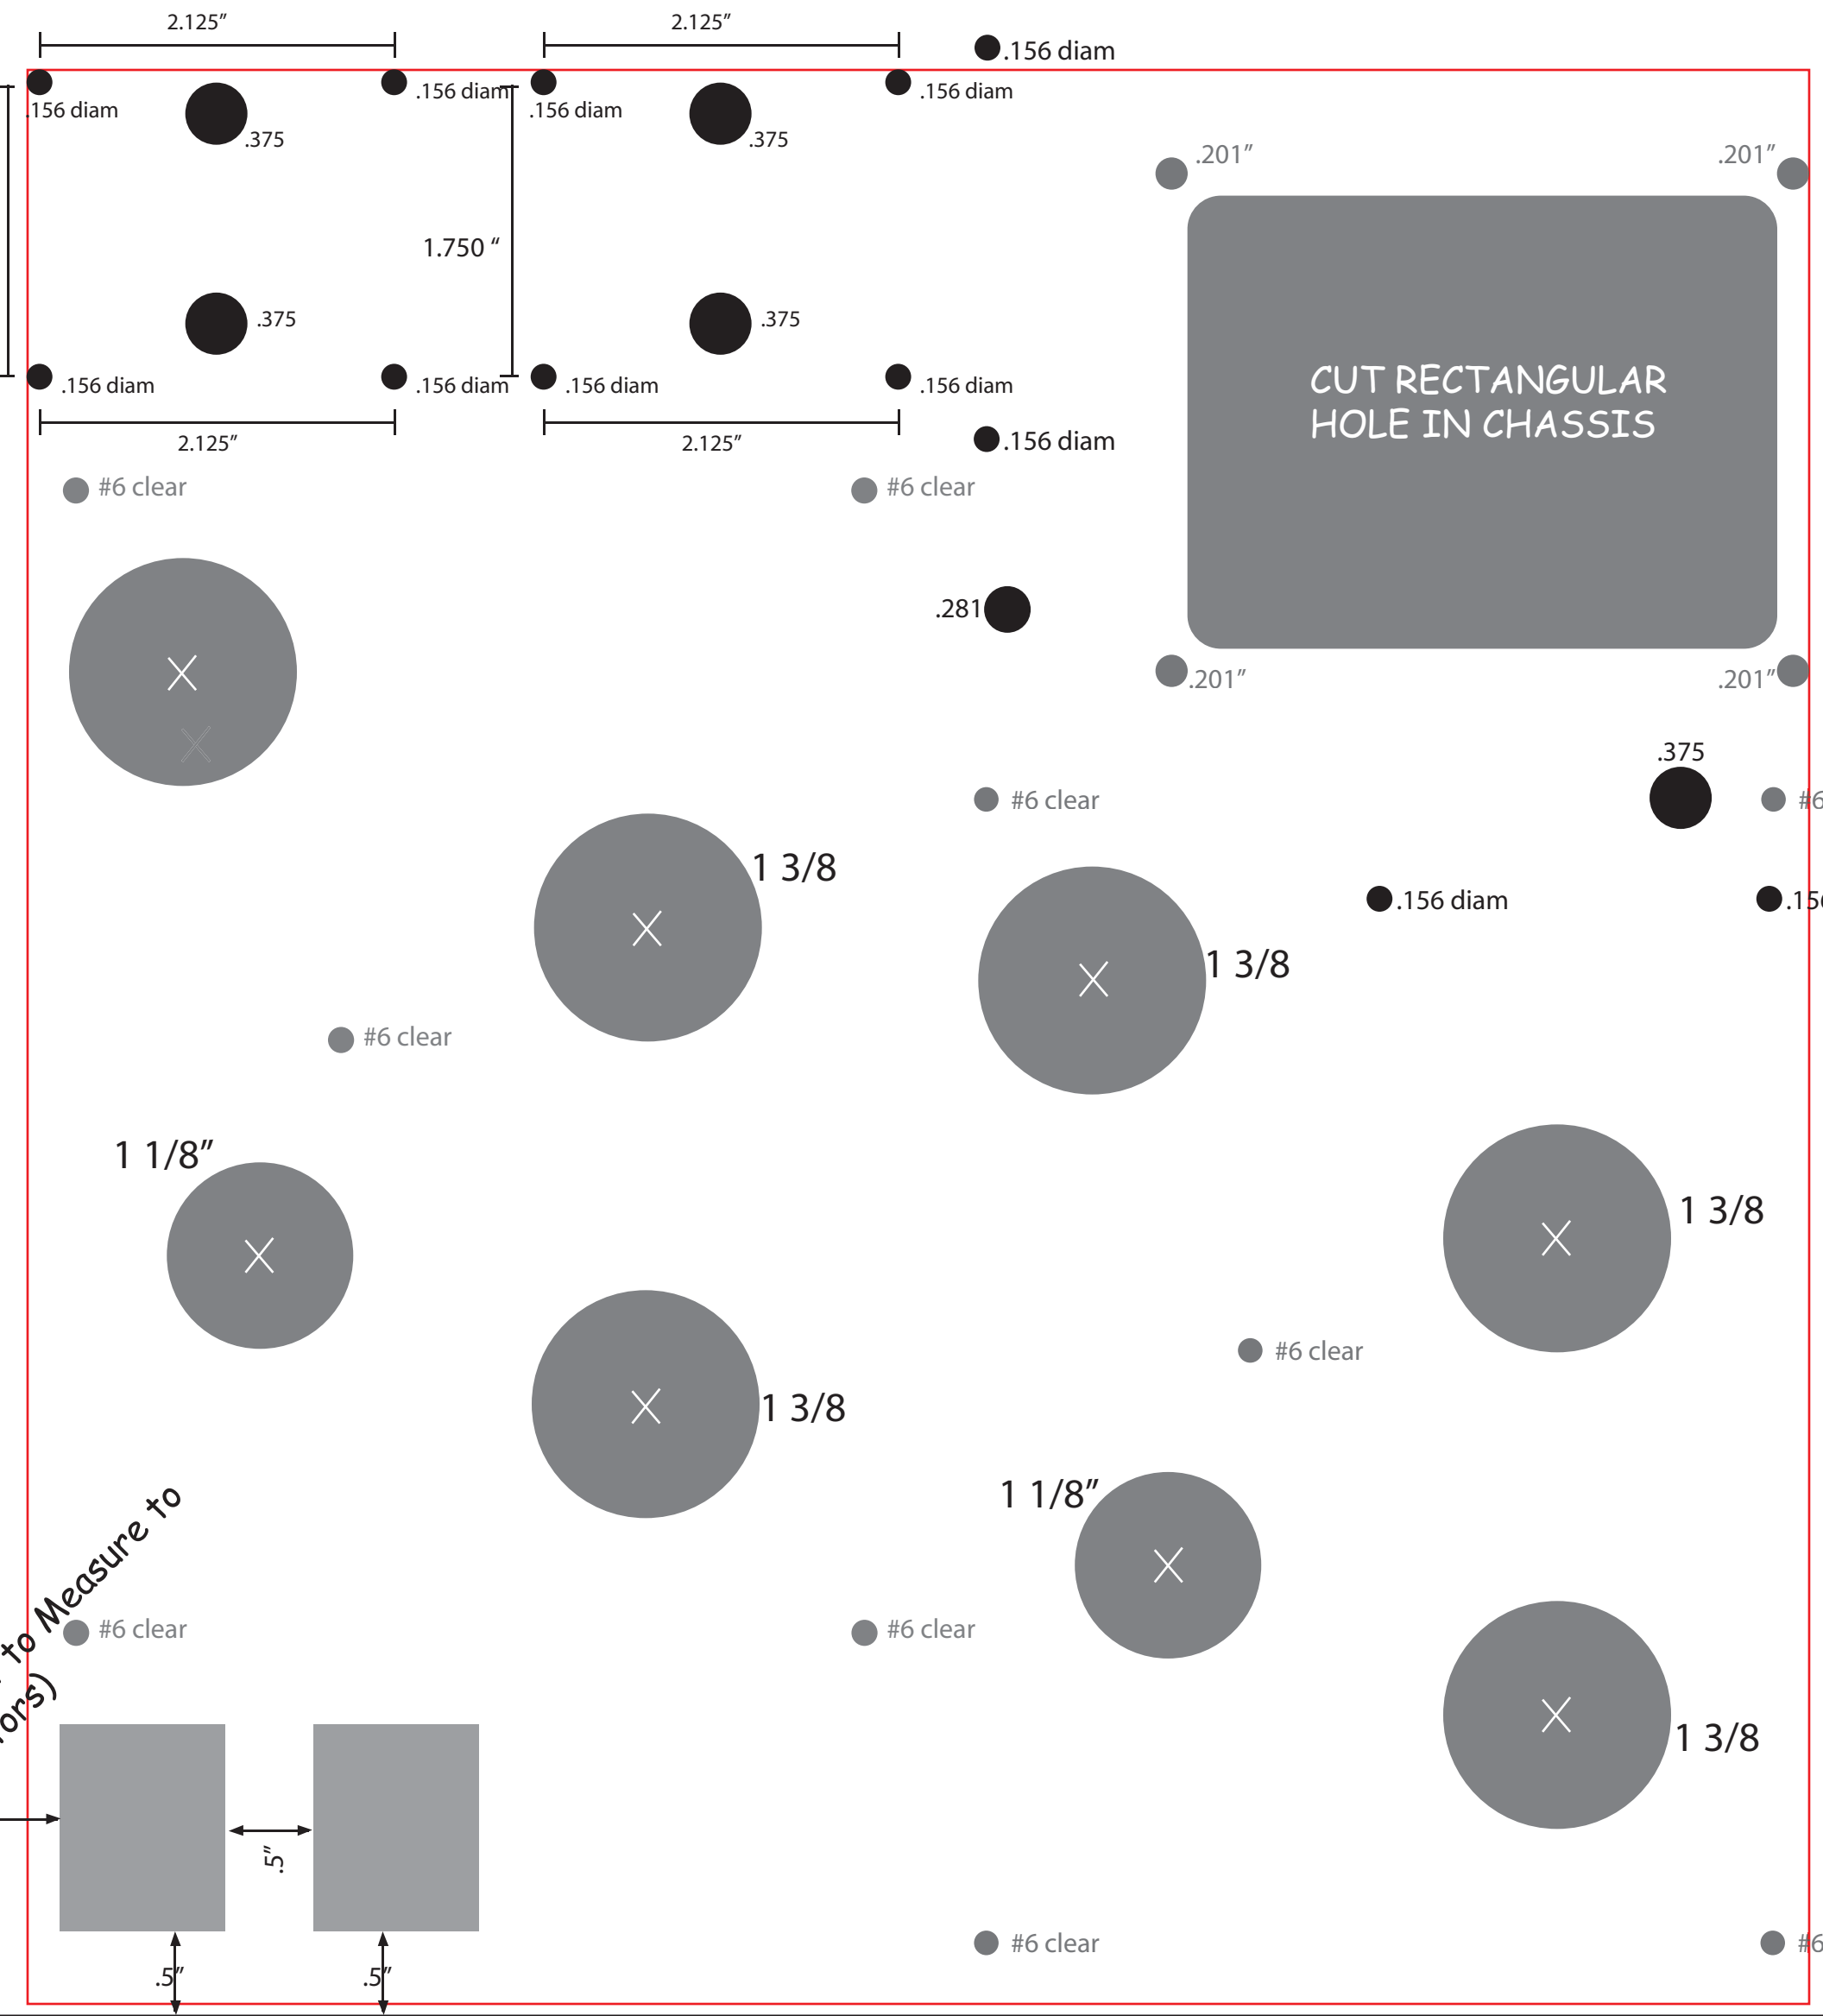 2.125”
2.125”
.156 diam
.156 diam
.156 diam
.156 diam
.156 diam
.375
.375
.201”
.201”
1.750 “
.375
.375
CUT RECTANGULAR
HOLE IN CHASSIS
.156 diam
.156 diam
.156 diam
.156 diam
2.125”
2.125”
.156 diam
#6 clear
#6 clear
.281
.201”
.201”
.375
#6 clear
#6
1 3/8
.156 diam
.156
1 3/8
#6 clear
1 1/8”
1 3/8
#6 clear
1 3/8
1 1/8”
to Measure to
ors)
#6 clear
#6 clear
1 3/8
.5”
.5”
.5”
#6 clear
#6